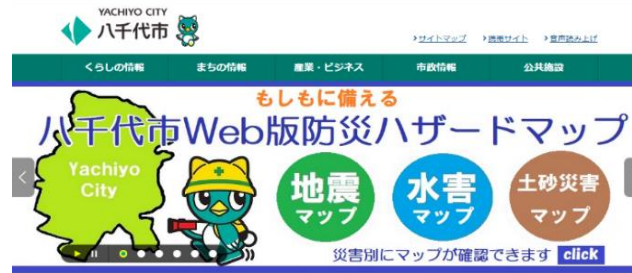 YACHIYO CITY
八千代市
サイトマップ 携帯サイト 音声読み上げ
くらしの情報 まちの情報 産業・ビジネス 市政情報 公共施設
もしもに備える
八千代市Web版防災ハザードマップ
Yachiyo
City
地震
マップ
水害
マップ
土砂災害
マップ
災害別にマップが確認できます click